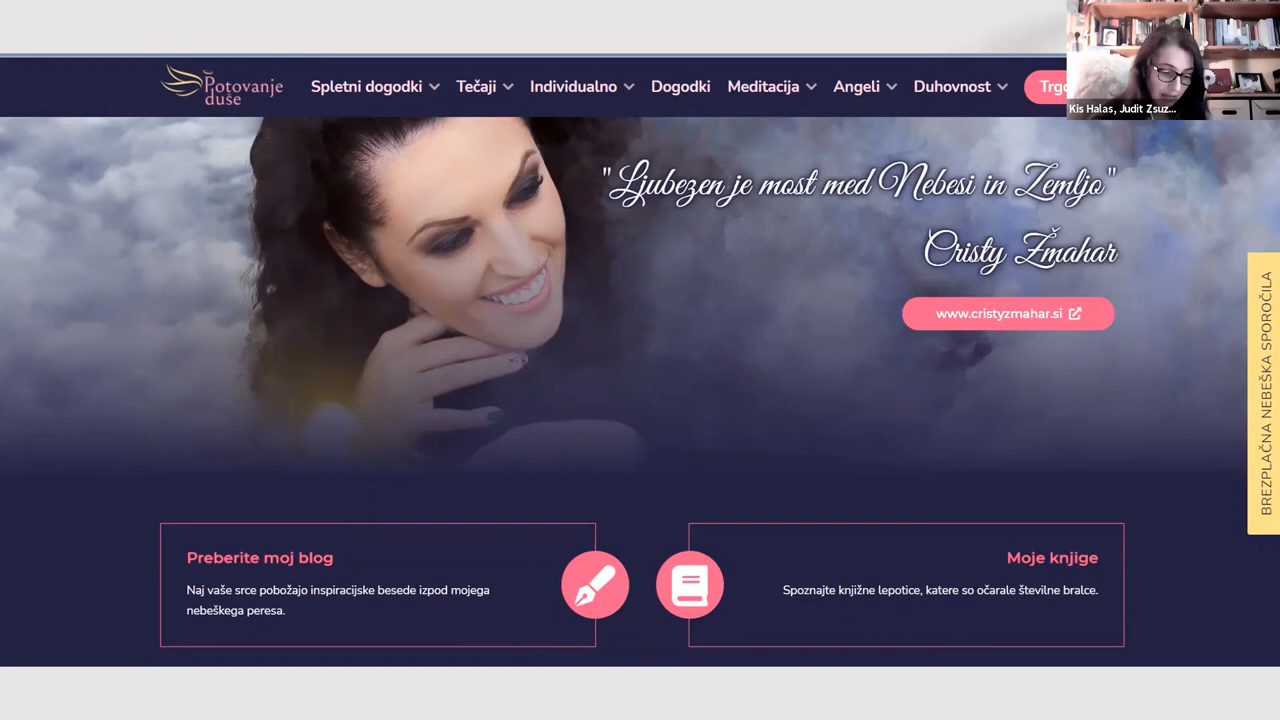 Potovanje
duše
Spletni dogodki
Tečaji
Individualno
Dogodki
Meditacija
Angeli
Duhovnost
Trgo
Kis Halas, Judit Zsuz...
"Ljubezen je most med Nebesi in Zemljo"
Cristy Žmahar
www.cristyzmahar.si
BREZPLAČNA NEBEŠKA SPOROČILA
Preberite moj blog
Naj vaše srce pobožajo inspiracijske besede izpod mojega
nebeškega peresa.
Moje knjige
Spoznajte knjižne lepotice, katere so očarale številne bralce.